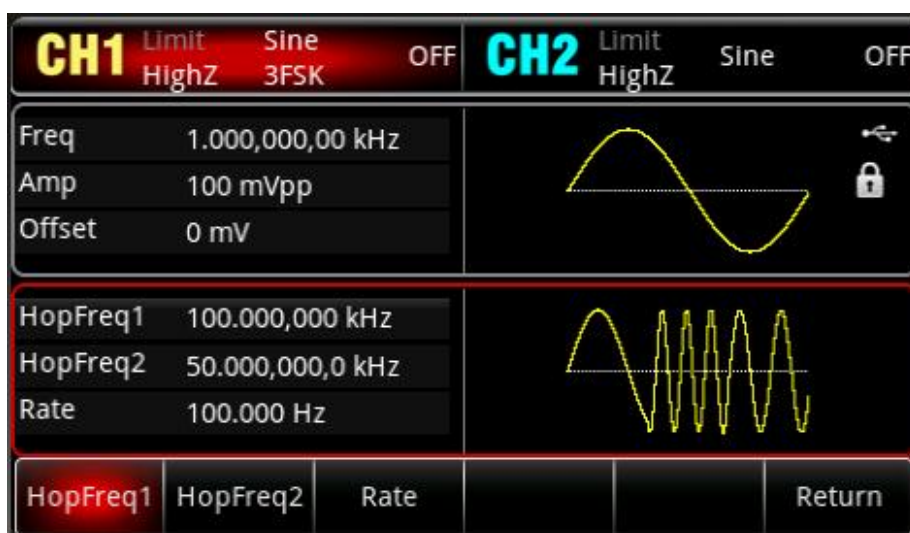 CH1 Limit Sine OFF CH2 Limit Sine OFF
HighZ 3FSK HighZ
Freq 1.000,000,00 kHz
Amp 100 mVpp
Offset 0 mV
HopFreq1 100.000,000 kHz
HopFreq2 50.000,000,0 kHz
Rate 100.000 Hz
HopFreq1 HopFreq2 Rate Return